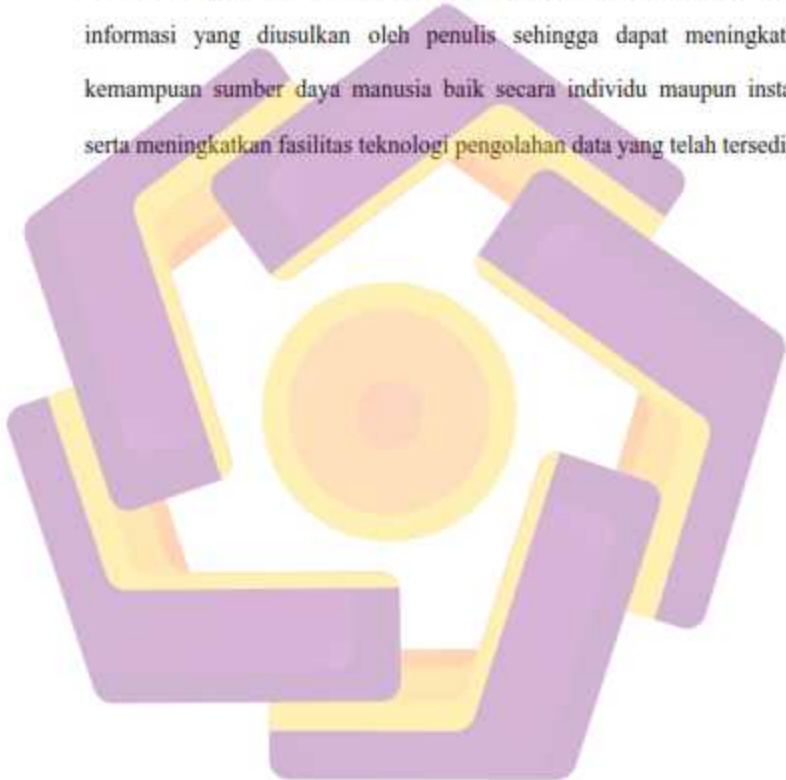 informasi yang diusulkan oleh penulis sehingga dapat meningkat
kemampuan sumber daya manusia baik secara individu maupun insta
serta meningkatkan fasilitas teknologi pengolahan data yang telah tersedi